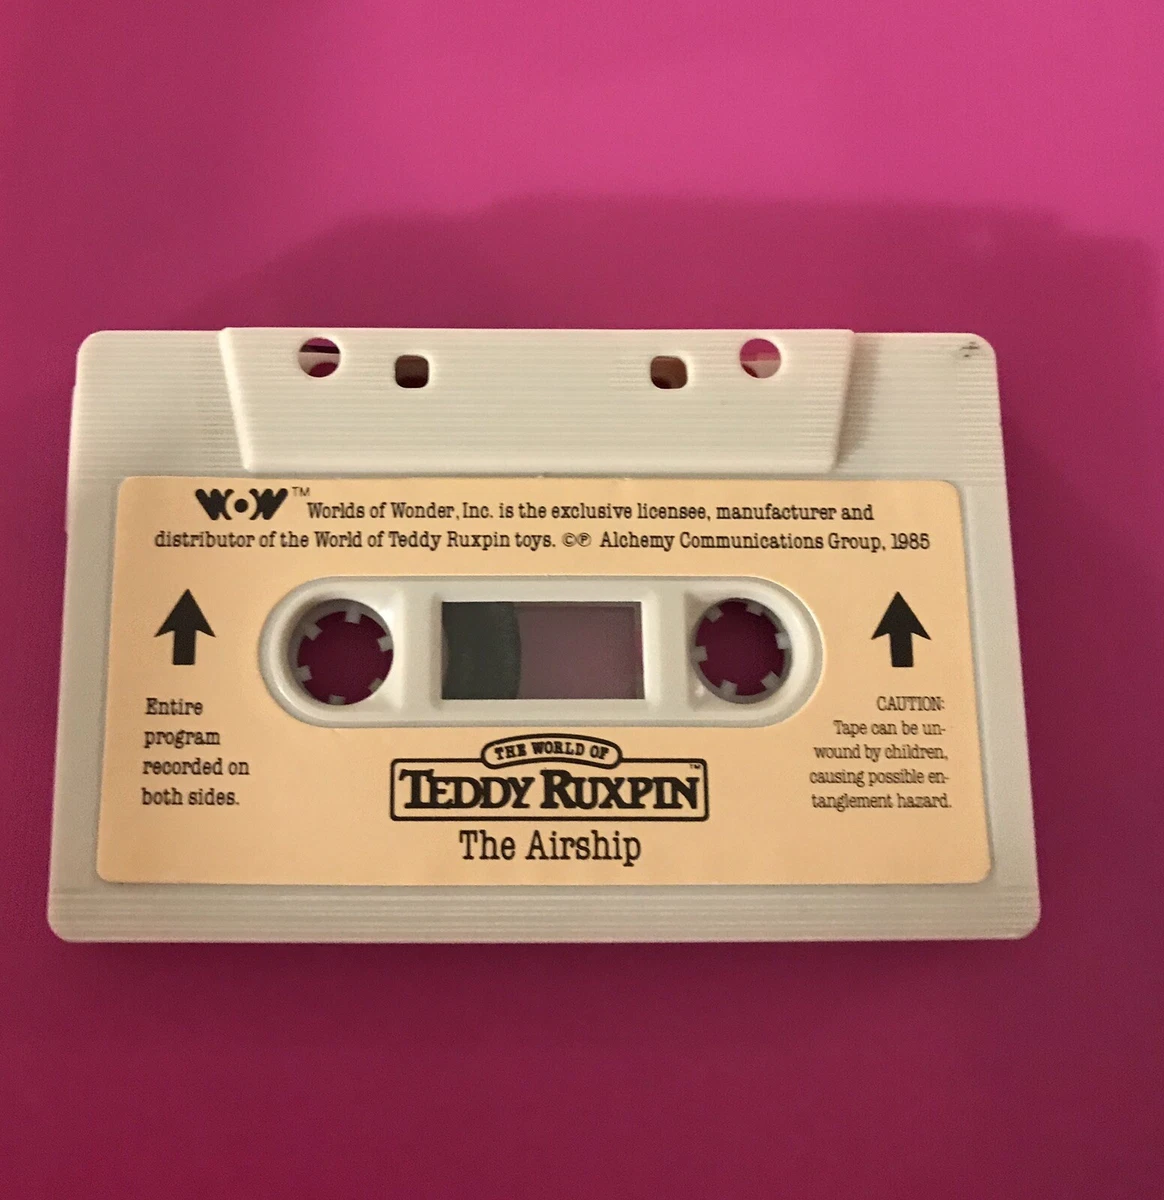 WOW™ Worlds of Wonder, Inc. is the exclusive licensee, manufacturer and
distributor of the World of Teddy Ruxpin toys. ©℗ Alchemy Communications Group, 1985
Entire
program
recorded on
both sides.
CAUTION:
Tape can be un-
wound by children,
causing possible en-
tanglement hazard.
THE WORLD OF
TEDDY RUXPIN™
The Airship